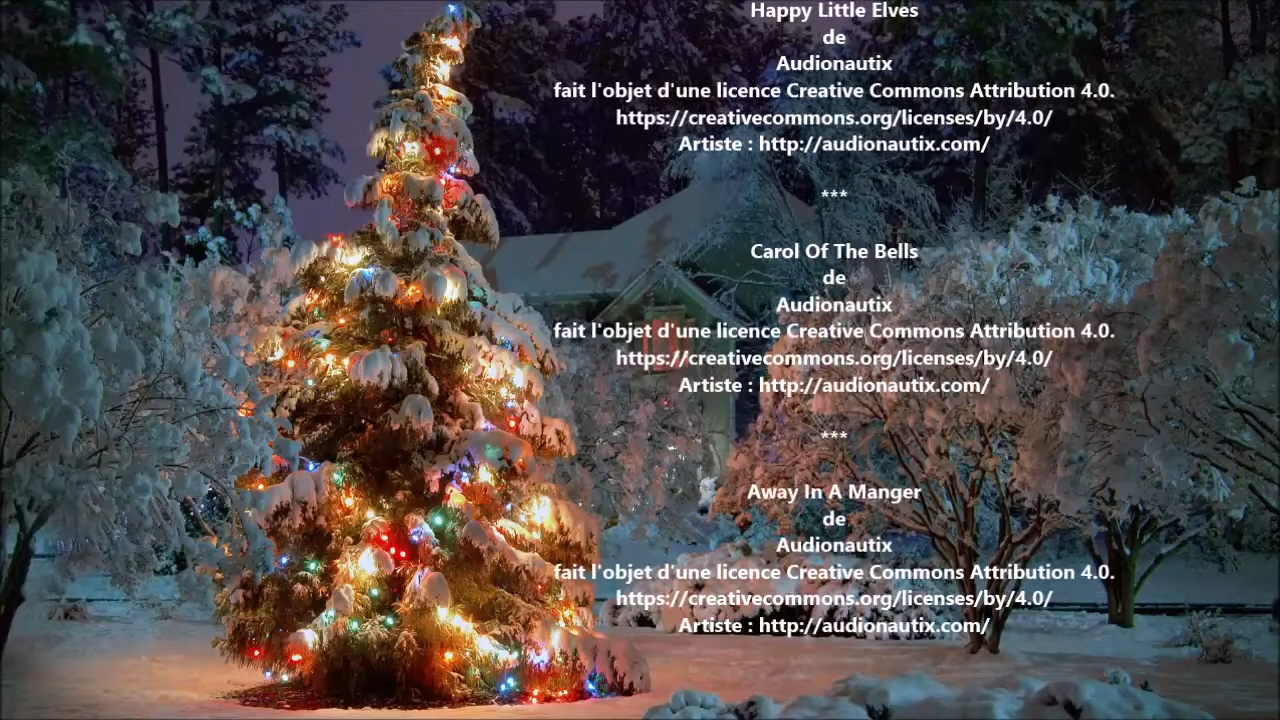 Happy Little Elves
de
Audionautix
fait l'objet d'une licence Creative Commons Attribution 4.0.
https://creativecommons.org/licenses/by/4.0/
Artiste : http://audionautix.com/
***
Carol Of The Bells
de
Audionautix
fait l'objet d'une licence Creative Commons Attribution 4.0.
https://creativecommons.org/licenses/by/4.0/
Artiste : http://audionautix.com/
***
Away In A Manger
de
Audionautix
fait l'objet d'une licence Creative Commons Attribution 4.0.
https://creativecommons.org/licenses/by/4.0/
Artiste : http://audionautix.com/